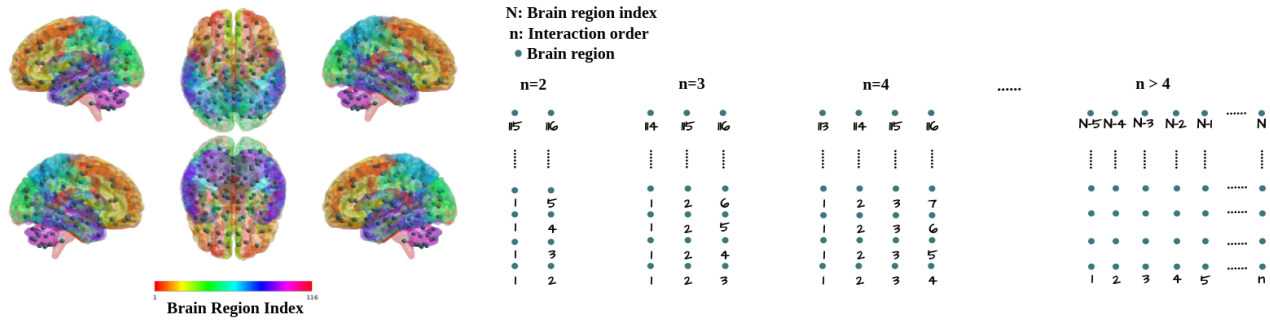 N: Brain region index
n: Interaction order
Brain region
n=2
n=3
n=4
......
n > 4
115 116
114 115 116
113 114 115 116
N-5 N-4 N-3 N-2 N-1 ...... N
1 5
1 2 6
1 2 3 7
......
1 4
1 2 5
1 2 3 6
......
1 3
1 2 4
1 2 3 5
......
1 2
1 2 3
1 2 3 4
1 2 3 4 5 n
1 116
Brain Region Index